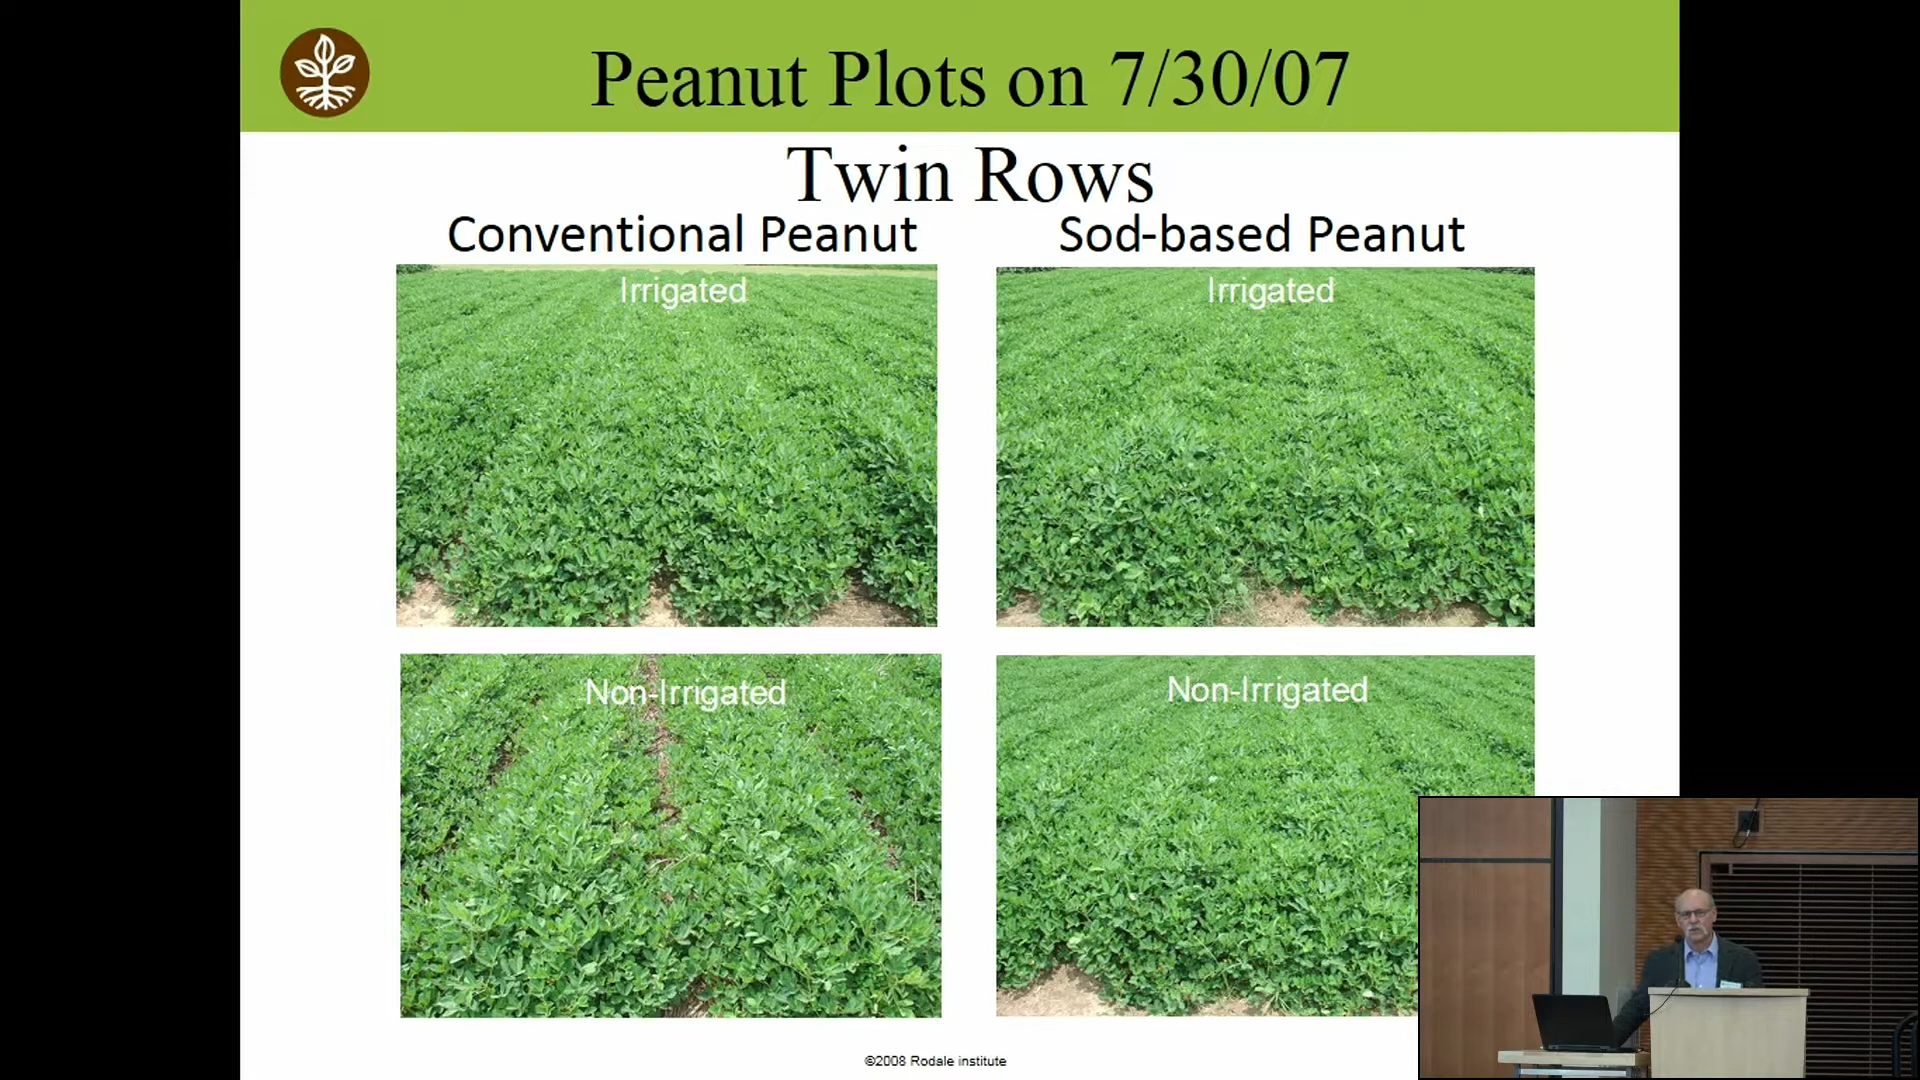 Peanut Plots on 7/30/07
Twin Rows
Conventional Peanut
Sod-based Peanut
Irrigated
Irrigated
Non-Irrigated
Non-Irrigated
©2008 Rodale institute